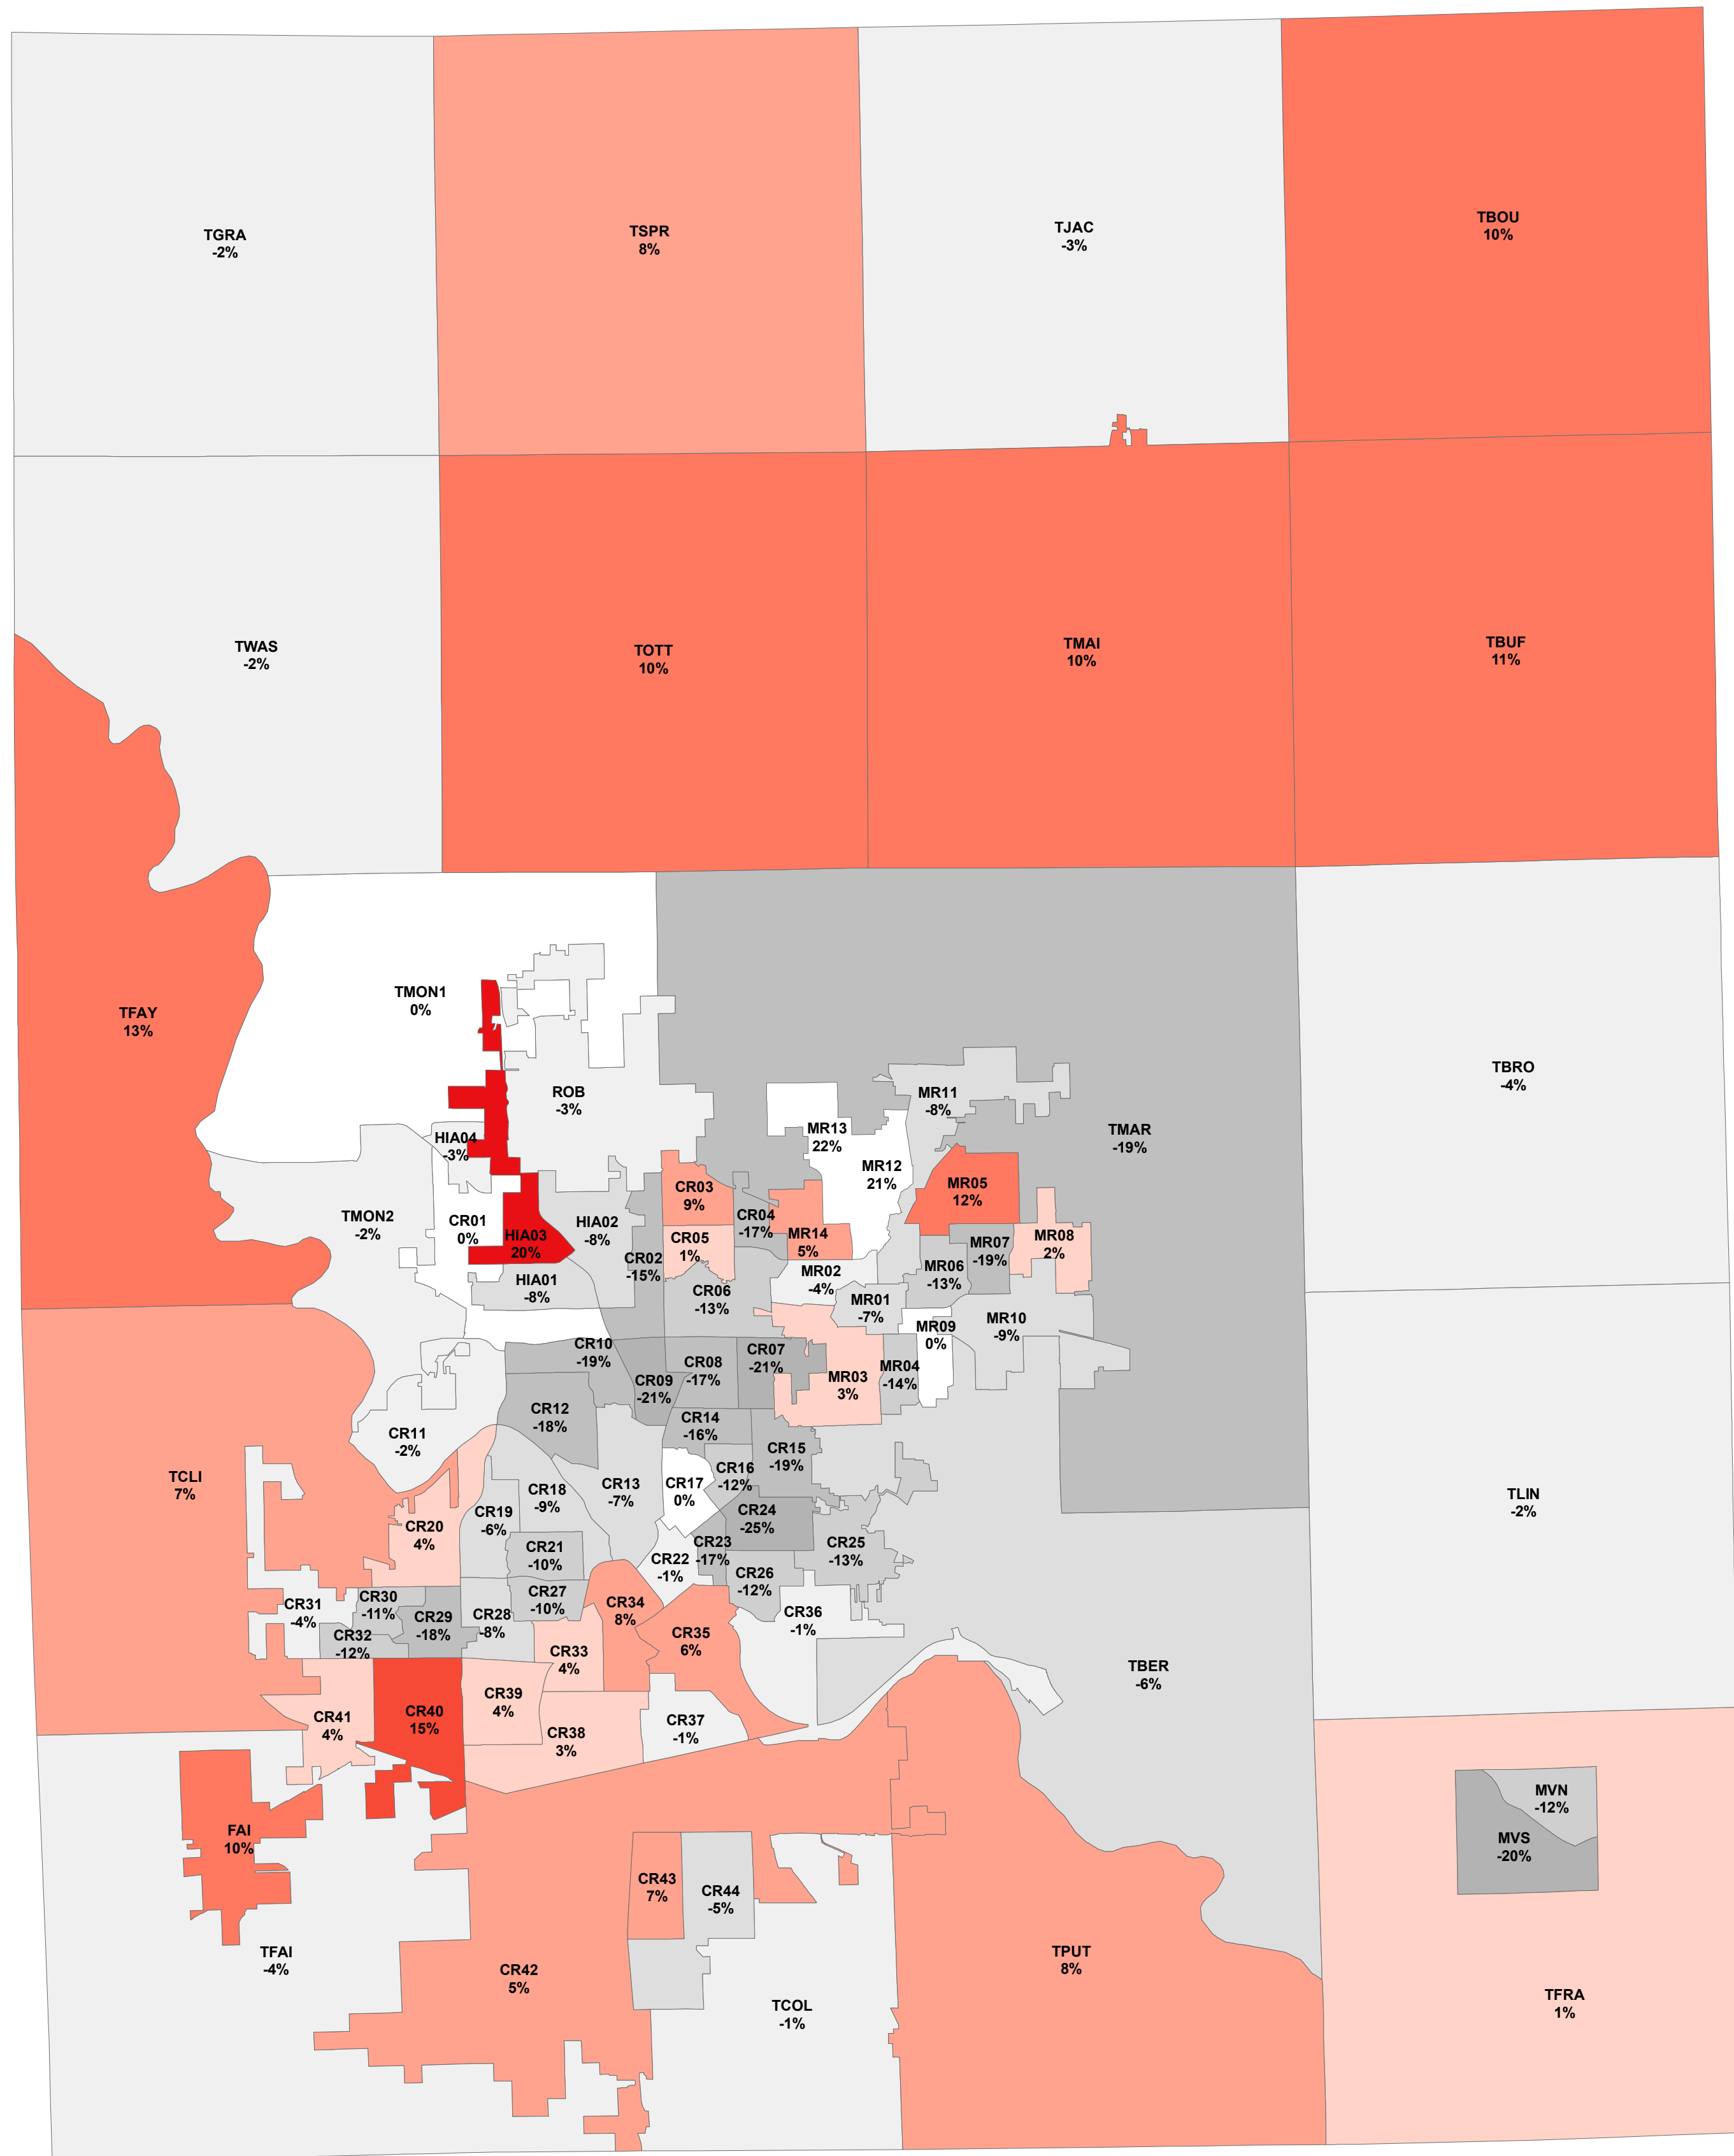 TGRA
-2%
TSPR
8%
TJAC
-3%
TBOU
10%
TWAS
-2%
TOTT
10%
TMAI
10%
TBUF
11%
TFAY
13%
TMON1
0%
ROB
-3%
TBRO
-4%
MR11
-8%
TMAR
-19%
HIA04
-3%
MR13
22%
MR12
21%
MR05
12%
CR03
9%
CR04
-17%
TMON2
-2%
CR01
0%
HIA02
-8%
HIA03
20%
CR05
1%
MR14
5%
MR07
-19%
MR08
2%
CR02
-15%
MR02
-4%
MR06
-13%
HIA01
-8%
CR06
-13%
MR01
-7%
MR09
0%
MR10
-9%
CR10
-19%
CR08
-17%
CR07
-21%
CR09
-21%
MR03
3%
MR04
-14%
CR12
-18%
CR14
-16%
CR11
-2%
CR15
-19%
TCLI
7%
CR16
-12%
CR17
0%
CR13
-7%
CR18
-9%
TLIN
-2%
CR19
-6%
CR24
-25%
CR20
4%
CR21
-10%
CR23
-17%
CR25
-13%
CR22
-1%
CR26
-12%
CR27
-10%
CR30
-11%
CR31
-4%
CR34
8%
CR29
-18%
CR28
-8%
CR36
-1%
CR32
-12%
CR35
6%
CR33
4%
TBER
-6%
CR39
4%
CR40
15%
CR41
4%
CR37
-1%
CR38
3%
MVN
-12%
FAI
10%
MVS
-20%
CR43
7%
CR44
-5%
TFAI
-4%
TPUT
8%
CR42
5%
TFRA
1%
TCOL
-1%